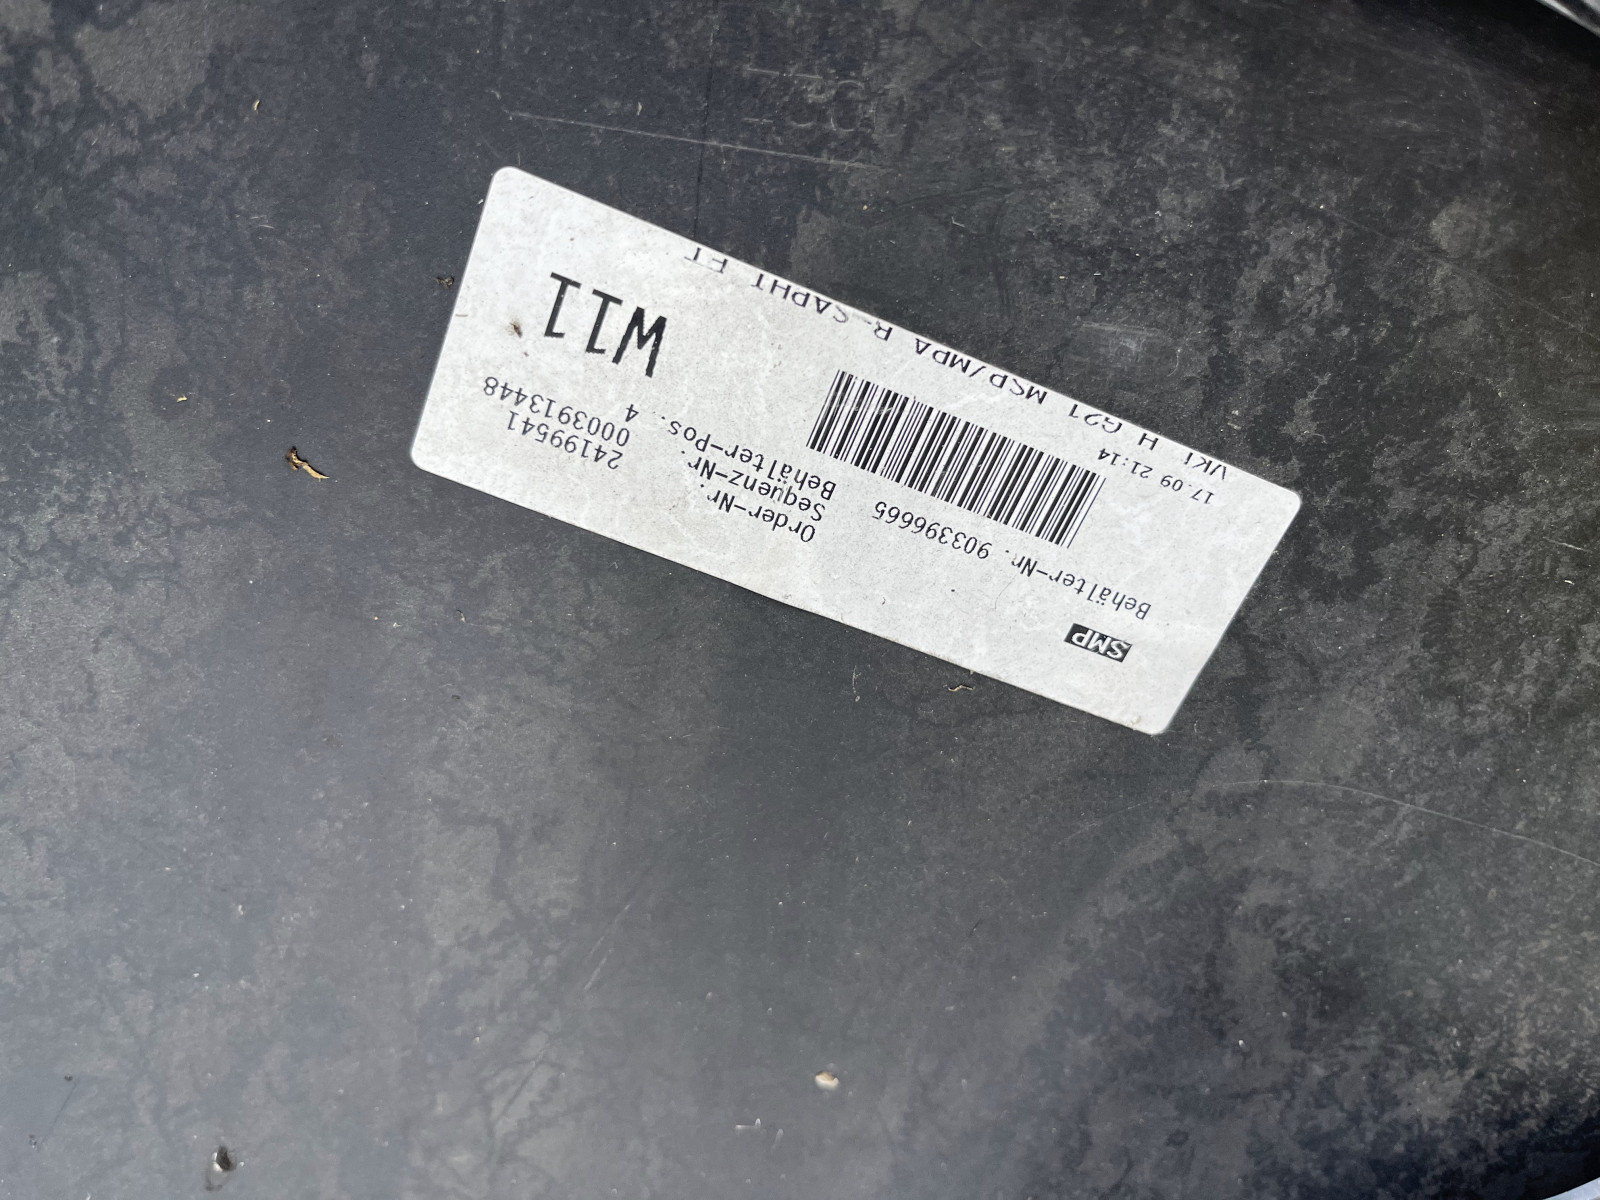 SMP
Behälter-Nr. 903396665
Order-Nr. 24199541
Sequenz-Nr. 0003913448
Behälter-Pos. 4
W11
17.09 21:14
VKL H G21 MSP/MPA R-SAPHI FT